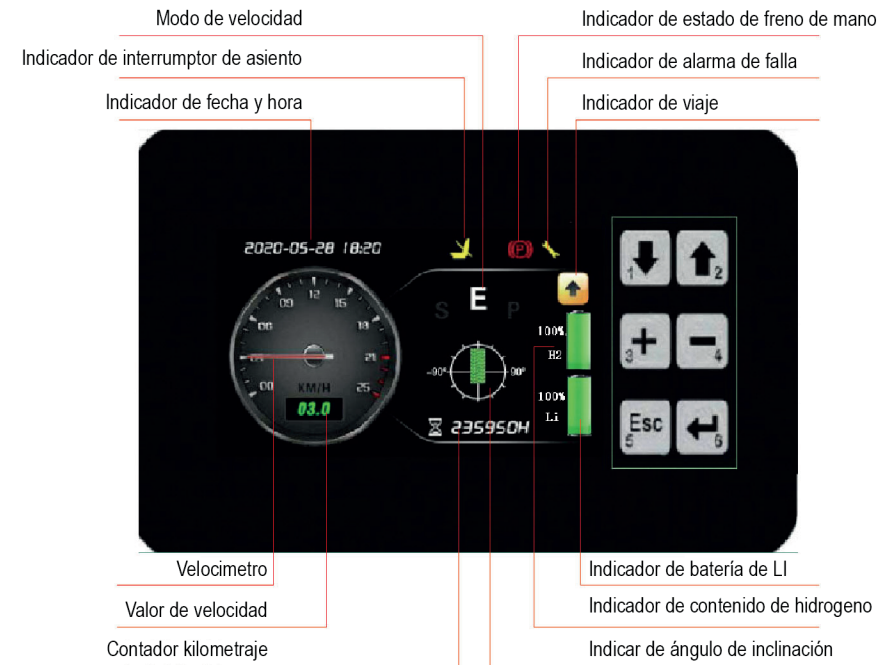 Modo de velocidad
Indicador de interrumptor de asiento
Indicador de fecha y hora
Indicador de estado de freno de mano
Indicador de alarma de falla
Indicador de viaje
2020-05-28 18:20
P
S E P
00
03
06
09
12
15
18
21
25
KM/H
03.0
-90°
90°
100%
H2
100%
Li
235950H
1
2
+
3
-
4
Esc
5
6
Velocimetro
Valor de velocidad
Contador kilometraje
Indicador de batería de LI
Indicador de contenido de hidrogeno
Indicar de ángulo de inclinación